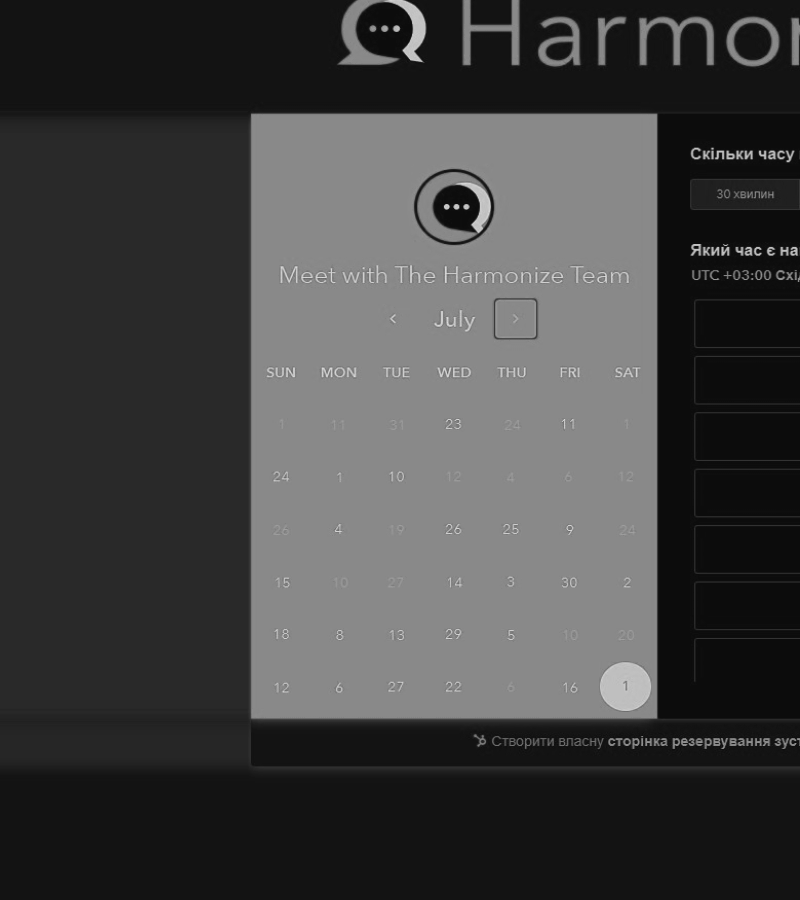 Harmon
Meet with The Harmonize Team
July
SUN MON TUE WED THU FRI SAT
1 11 31 23 24 11 1
24 1 10 12 4 6 12
26 4 19 26 25 9 24
15 10 27 14 3 30 2
18 8 13 29 5 10 20
12 6 27 22 6 16 1
Скільки часу
30 хвилин
Який час є на
UTC +03:00 Схі
Створити власну сторінка резервування зуст